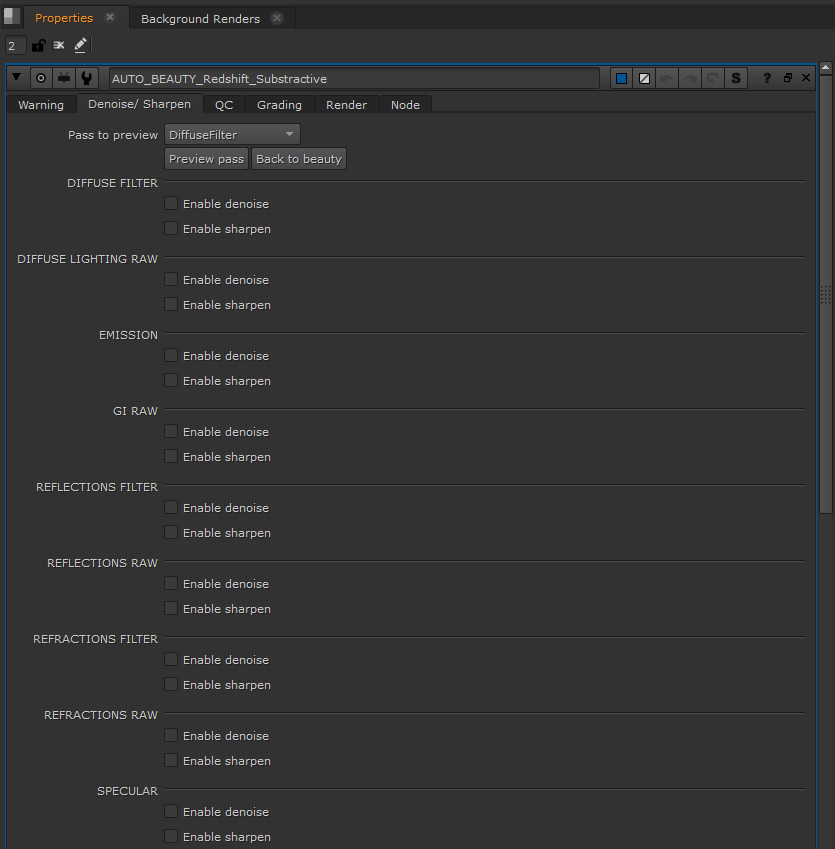 Properties Background Renders
2
AUTO_BEAUTY_Redshift_Substractive S ?
Warning Denoise/ Sharpen QC Grading Render Node
Pass to preview DiffuseFilter
Preview pass Back to beauty
DIFFUSE FILTER
Enable denoise
Enable sharpen
DIFFUSE LIGHTING RAW
Enable denoise
Enable sharpen
EMISSION
Enable denoise
Enable sharpen
GI RAW
Enable denoise
Enable sharpen
REFLECTIONS FILTER
Enable denoise
Enable sharpen
REFLECTIONS RAW
Enable denoise
Enable sharpen
REFRACTIONS FILTER
Enable denoise
Enable sharpen
REFRACTIONS RAW
Enable denoise
Enable sharpen
SPECULAR
Enable denoise
Enable sharpen